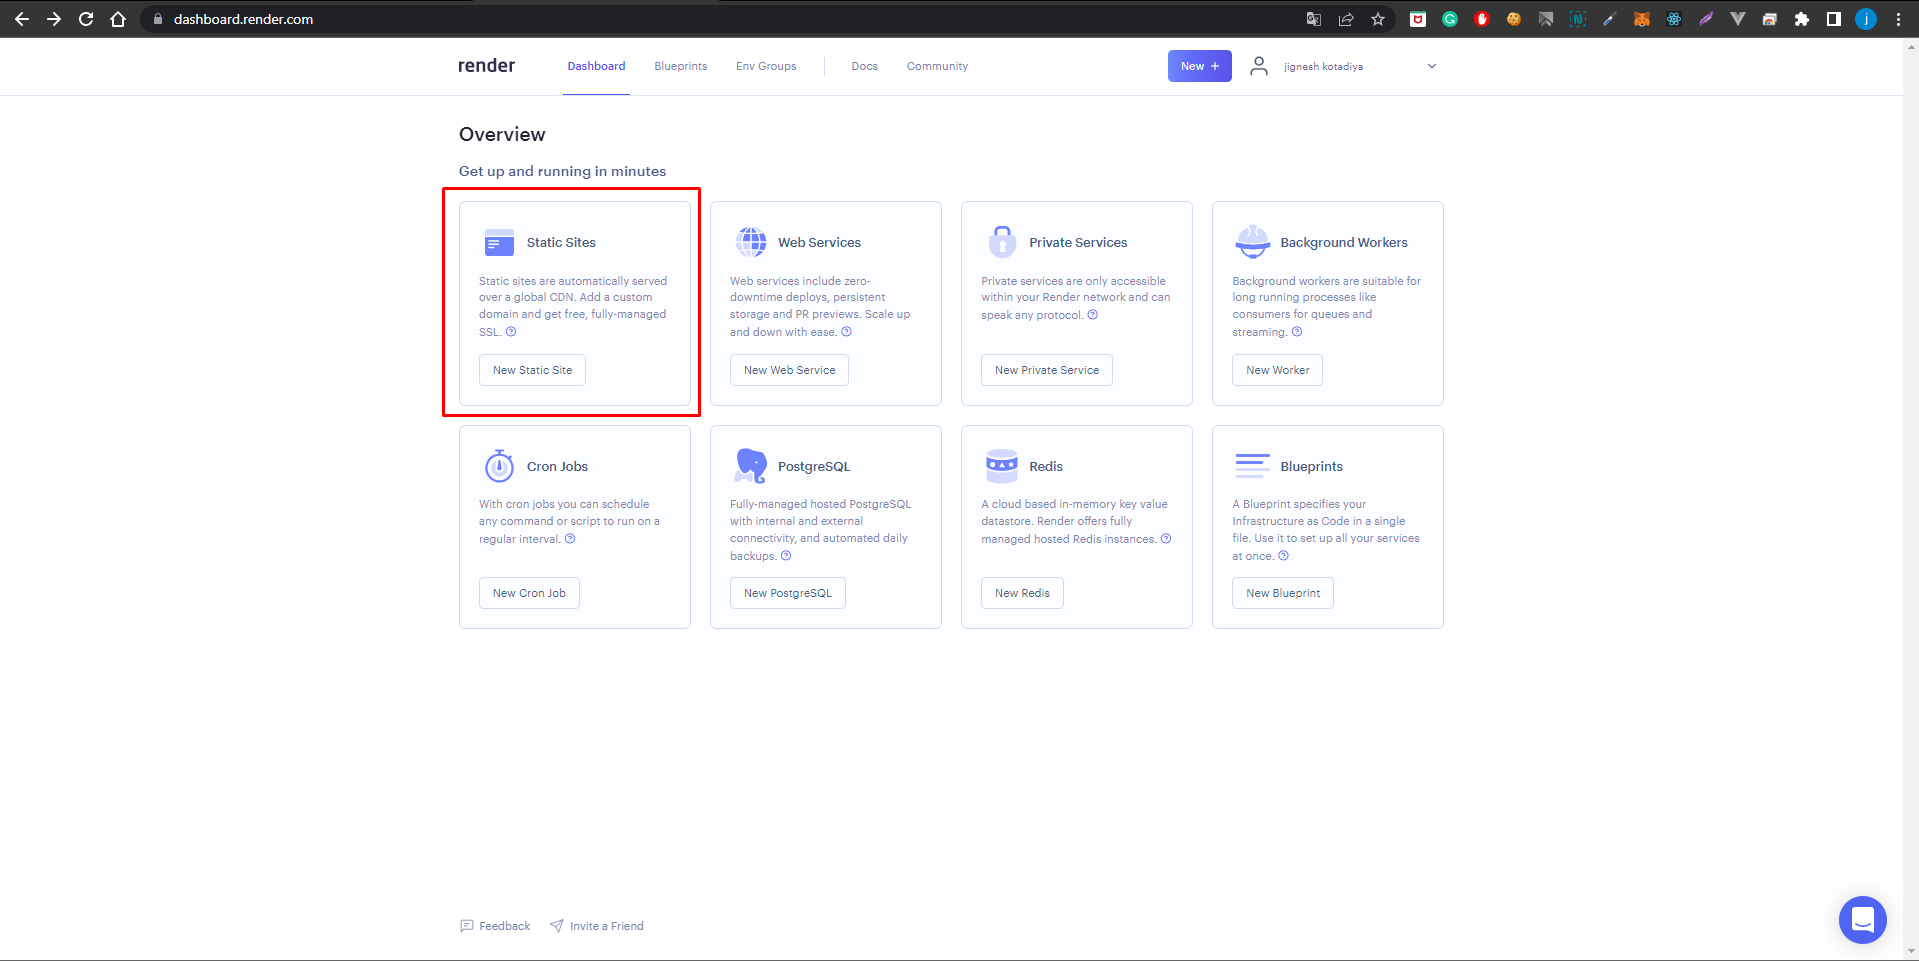 dashboard.render.com
render
Dashboard
Blueprints
Env Groups
Docs
Community
New +
jignesh kotadiya
Overview
Get up and running in minutes
Static Sites
Static sites are automatically served
over a global CDN. Add a custom
domain and get free, fully-managed
SSL.
New Static Site
Web Services
Web services include zero-
downtime deploys, persistent
storage and PR previews. Scale up
and down with ease.
New Web Service
Private Services
Private services are only accessible
within your Render network and can
speak any protocol.
New Private Service
Background Workers
Background workers are suitable for
long running processes like
consumers for queues and
streaming.
New Worker
Cron Jobs
With cron jobs you can schedule
any command or script to run on a
regular interval.
New Cron Job
PostgreSQL
Fully-managed hosted PostgreSQL
with internal and external
connectivity, and automated daily
backups.
New PostgreSQL
Redis
A cloud based in-memory key value
datastore. Render offers fully
managed hosted Redis instances.
New Redis
Blueprints
A Blueprint specifies your
Infrastructure as Code in a single
file. Use it to set up all your services
at once.
New Blueprint
Feedback
Invite a Friend